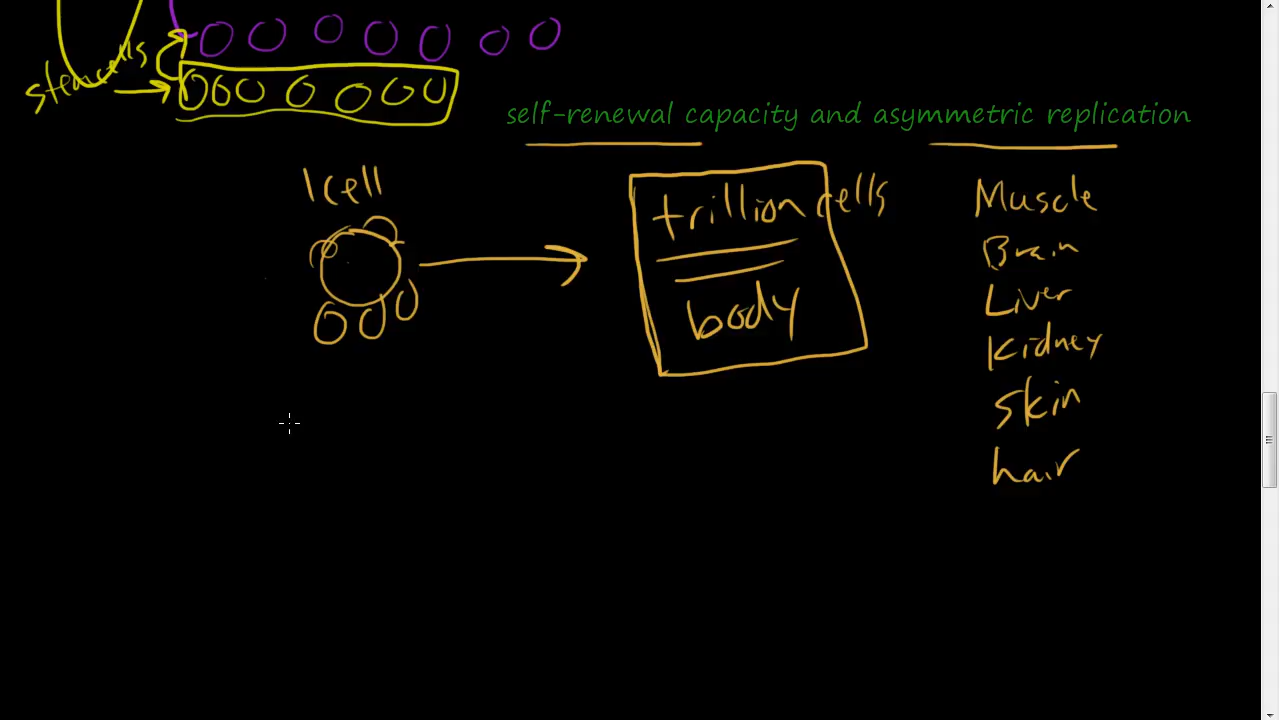 stem cells
self-renewal capacity and asymmetric replication
1 cell
trillion cells
body
Muscle
Brain
Liver
Kidney
Skin
hair